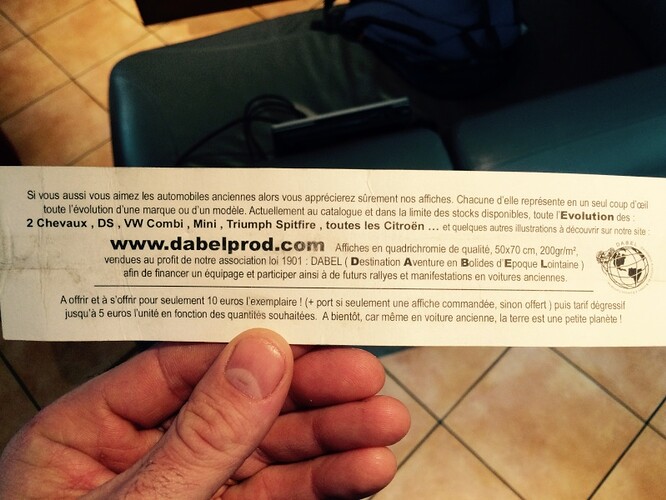 Si vous aussi vous aimez les automobiles anciennes alors vous apprécierez sûrement nos affiches. Chacune d'elle représente en un seul coup d'œil
toute l'évolution d'une marque ou d'un modèle. Actuellement au catalogue et dans la limite des stocks disponibles, toute l'Evolution des :
2 Chevaux , DS , VW Combi , Mini , Triumph Spitfire , toutes les Citroën ... et quelques autres illustrations à découvrir sur notre site :
www.dabelprod.com Affiches en quadrichromie de qualité, 50x70 cm, 200gr/m²,
vendues au profit de notre association loi 1901 : DABEL ( Destination Aventure en Bolides d'Epoque Lointaine )
afin de financer un équipage et participer ainsi à de futurs rallyes et manifestations en voitures anciennes.
DABEL
A offrir et à s'offrir pour seulement 10 euros l'exemplaire ! (+ port si seulement une affiche commandée, sinon offert ) puis tarif dégressif
jusqu'à 5 euros l'unité en fonction des quantités souhaitées. A bientôt, car même en voiture ancienne, la terre est une petite planète !